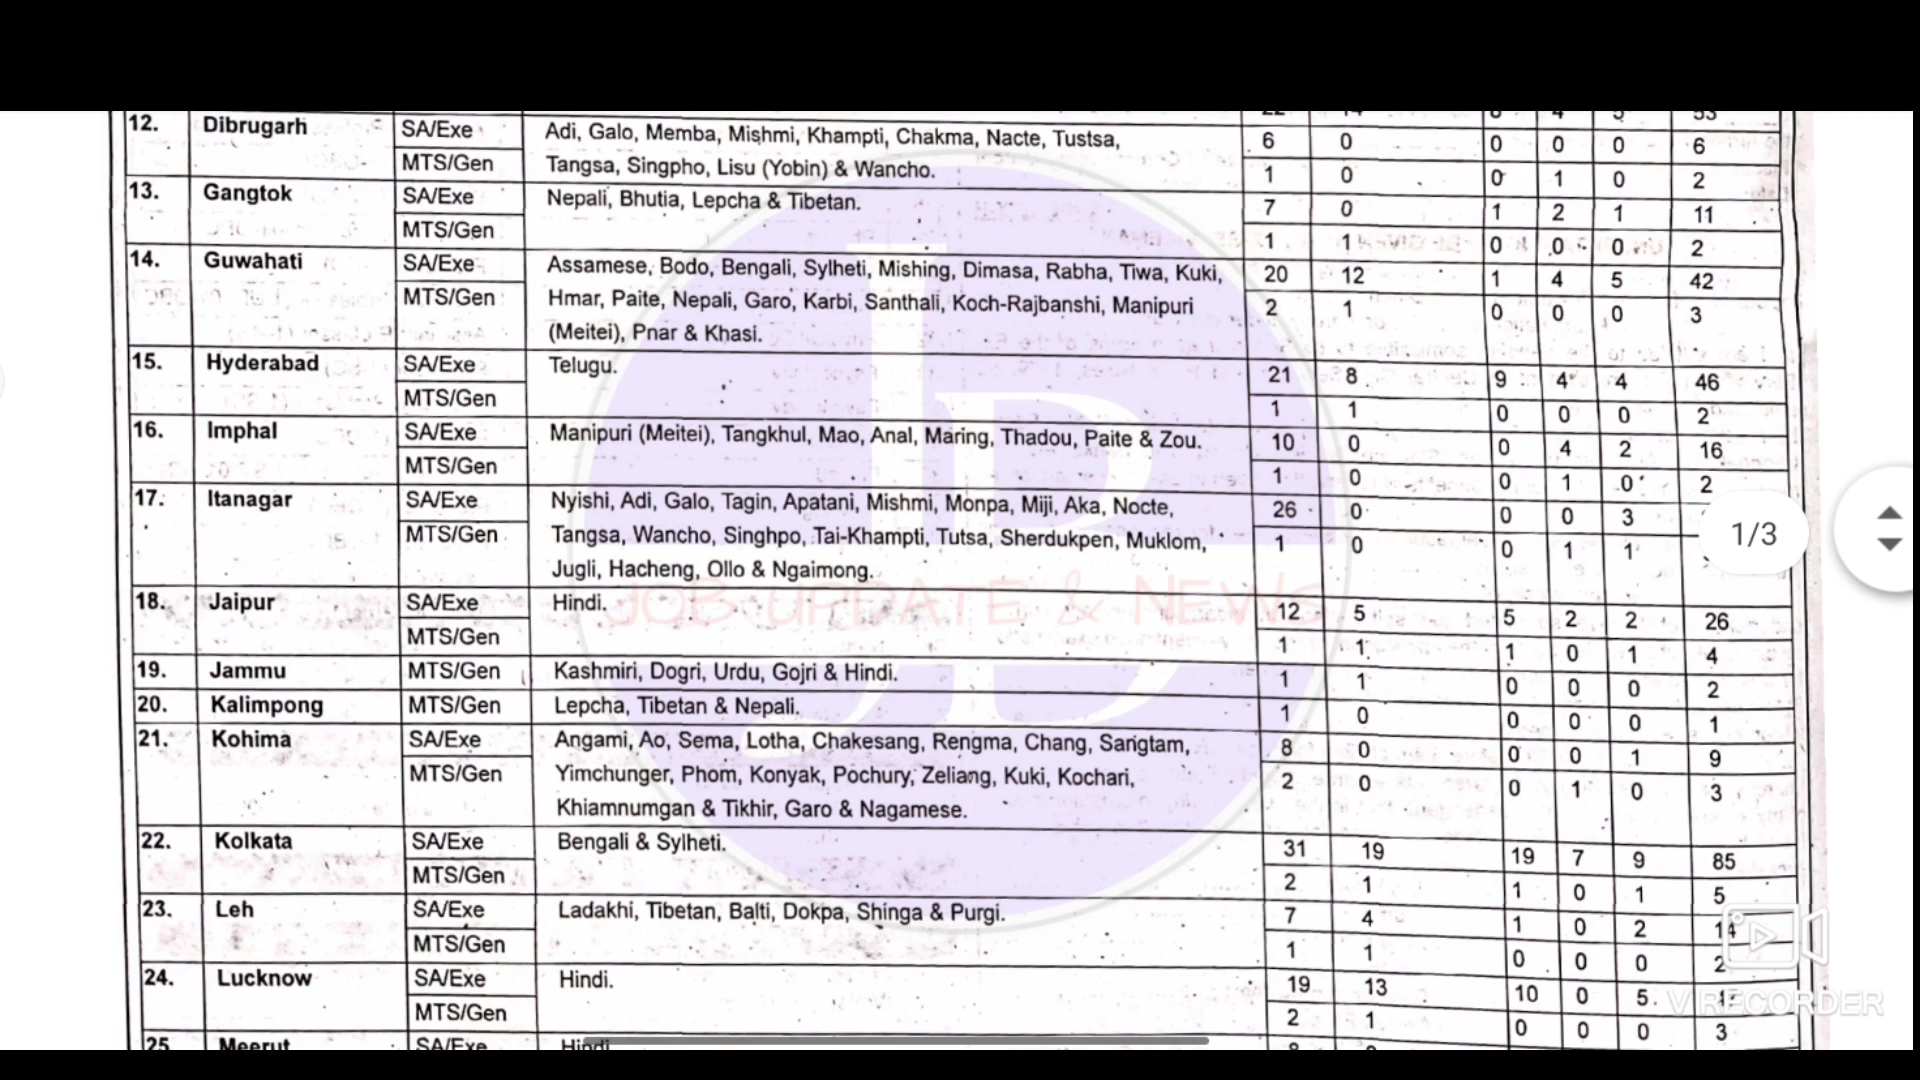 12. Dibrugarh SA/Exe Adi, Galo, Memba, Mishmi, Khampti, Chakma, Nacte, Tustsa, 6 0 0 0 0 6
MTS/Gen Tangsa, Singpho, Lisu (Yobin) & Wancho. 1 0 0 1 0 2
13. Gangtok SA/Exe Nepali, Bhutia, Lepcha & Tibetan. 7 0 1 2 1 11
MTS/Gen 1 1 0 0 0 2
14. Guwahati SA/Exe Assamese, Bodo, Bengali, Sylheti, Mishing, Dimasa, Rabha, Tiwa, Kuki, 20 12 1 4 5 42
MTS/Gen Hmar, Paite, Nepali, Garo, Karbi, Santhali, Koch-Rajbanshi, Manipuri 2 1 0 0 0 3
(Meitei), Pnar & Khasi.
15. Hyderabad SA/Exe Telugu. 21 8 9 4 4 46
MTS/Gen 1 1 0 0 0 2
16. Imphal SA/Exe Manipuri (Meitei), Tangkhul, Mao, Anal, Maring, Thadou, Paite & Zou. 10 0 0 4 2 16
MTS/Gen 1 0 0 1 0 2
17. Itanagar SA/Exe Nyishi, Adi, Galo, Tagin, Apatani, Mishmi, Monpa, Miji, Aka, Nocte, 26 0 0 0 3
MTS/Gen Tangsa, Wancho, Singhpo, Tai-Khampti, Tutsa, Sherdukpen, Muklom, 1 0 0 1 1
1/3
Jugli, Hacheng, Ollo & Ngaimong.
18. Jaipur SA/Exe Hindi. 12 5 5 2 2 26
JOB UPDATE & NEWS
MTS/Gen 1 1 1 0 1 4
19. Jammu MTS/Gen Kashmiri, Dogri, Urdu, Gojri & Hindi. 1 1 0 0 0 2
20. Kalimpong MTS/Gen Lepcha, Tibetan & Nepali. 1 0 0 0 0 1
21. Kohima SA/Exe Angami, Ao, Sema, Lotha, Chakesang, Rengma, Chang, Sangtam, 8 0 0 0 1 9
MTS/Gen Yimchunger, Phom, Konyak, Pochury, Zeliang, Kuki, Kochari, 2 0 0 1 0 3
Khiamnumgan & Tikhir, Garo & Nagamese.
22. Kolkata SA/Exe Bengali & Sylheti. 31 19 19 7 9 85
MTS/Gen 2 1 1 0 1 5
23. Leh SA/Exe Ladakhi, Tibetan, Balti, Dokpa, Shinga & Purgi. 7 4 1 0 2 14
MTS/Gen 1 1 0 0 0 2
24. Lucknow SA/Exe Hindi. 19 13 10 0 5
VIRECORDER
MTS/Gen 2 1 0 0 0 3
25 Meerut SA/Exe Hindi